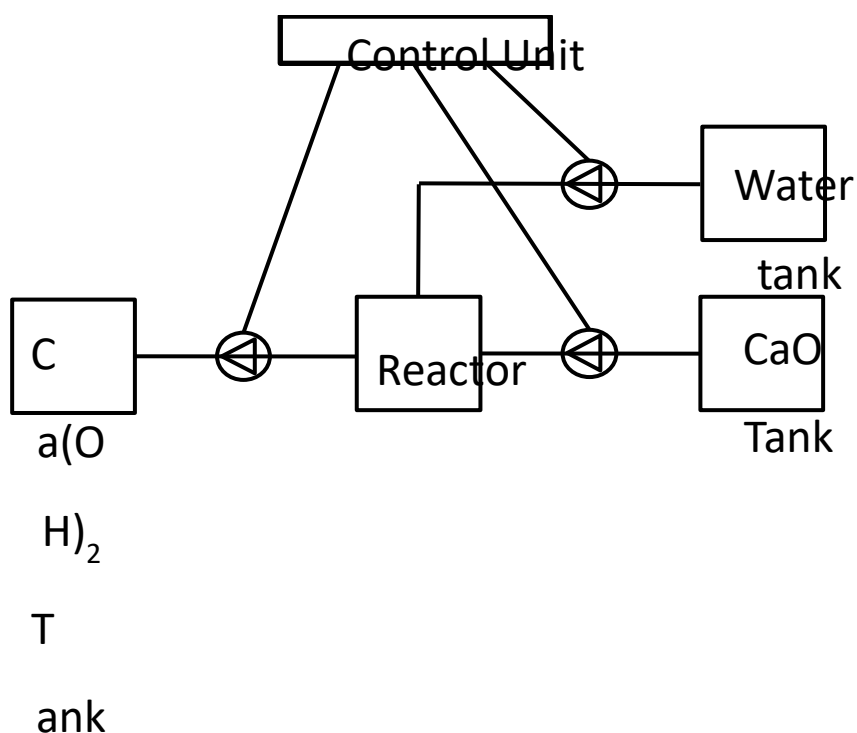 Control Unit
Water
tank
CaO
Tank
Reactor
C
a(O
H)₂
T
ank